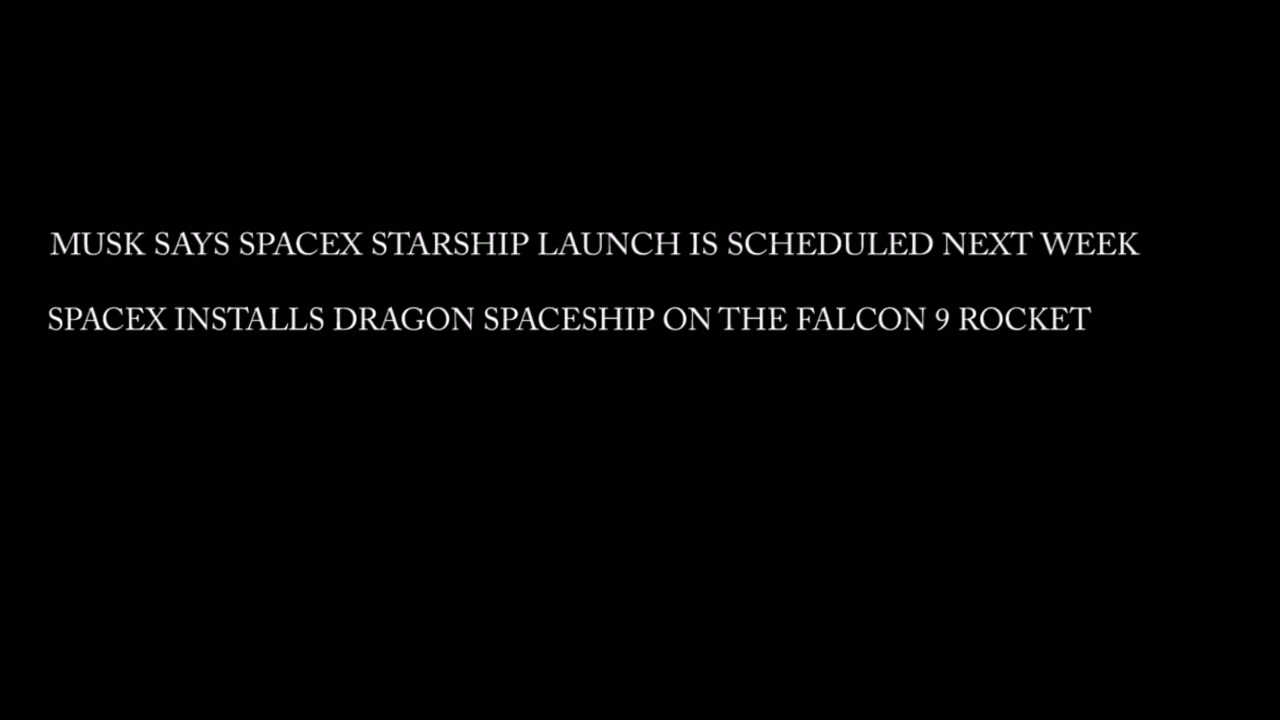 MUSK SAYS SPACEX STARSHIP LAUNCH IS SCHEDULED NEXT WEEK
SPACEX INSTALLS DRAGON SPACESHIP ON THE FALCON 9 ROCKET